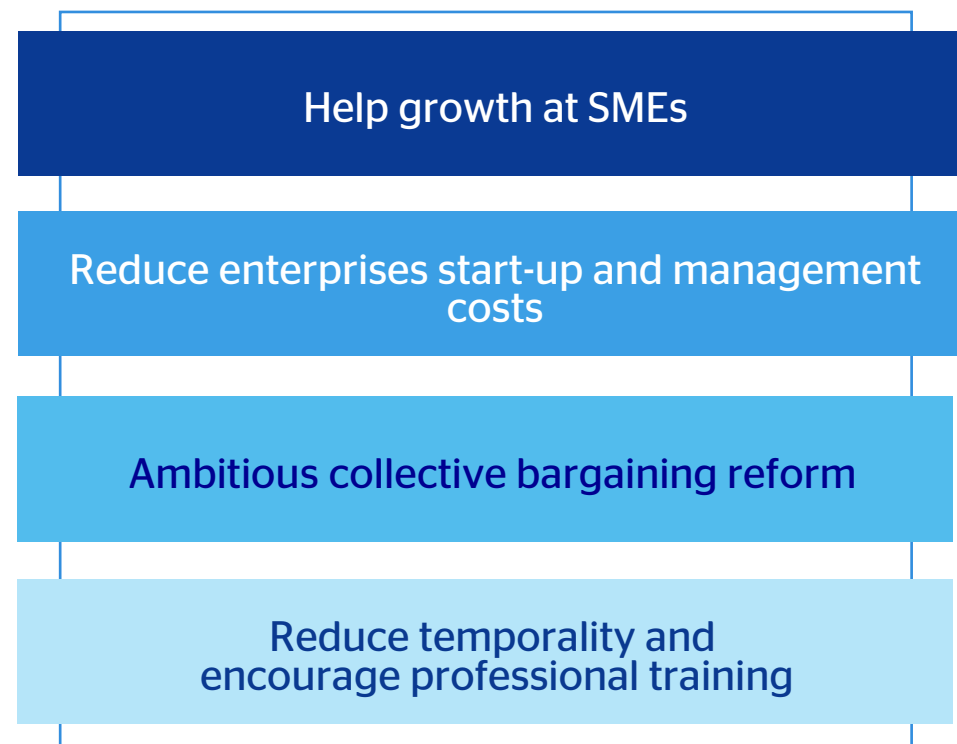 Help growth at SMEs
Reduce enterprises start-up and management
costs
Ambitious collective bargaining reform
Reduce temporality and
encourage professional training